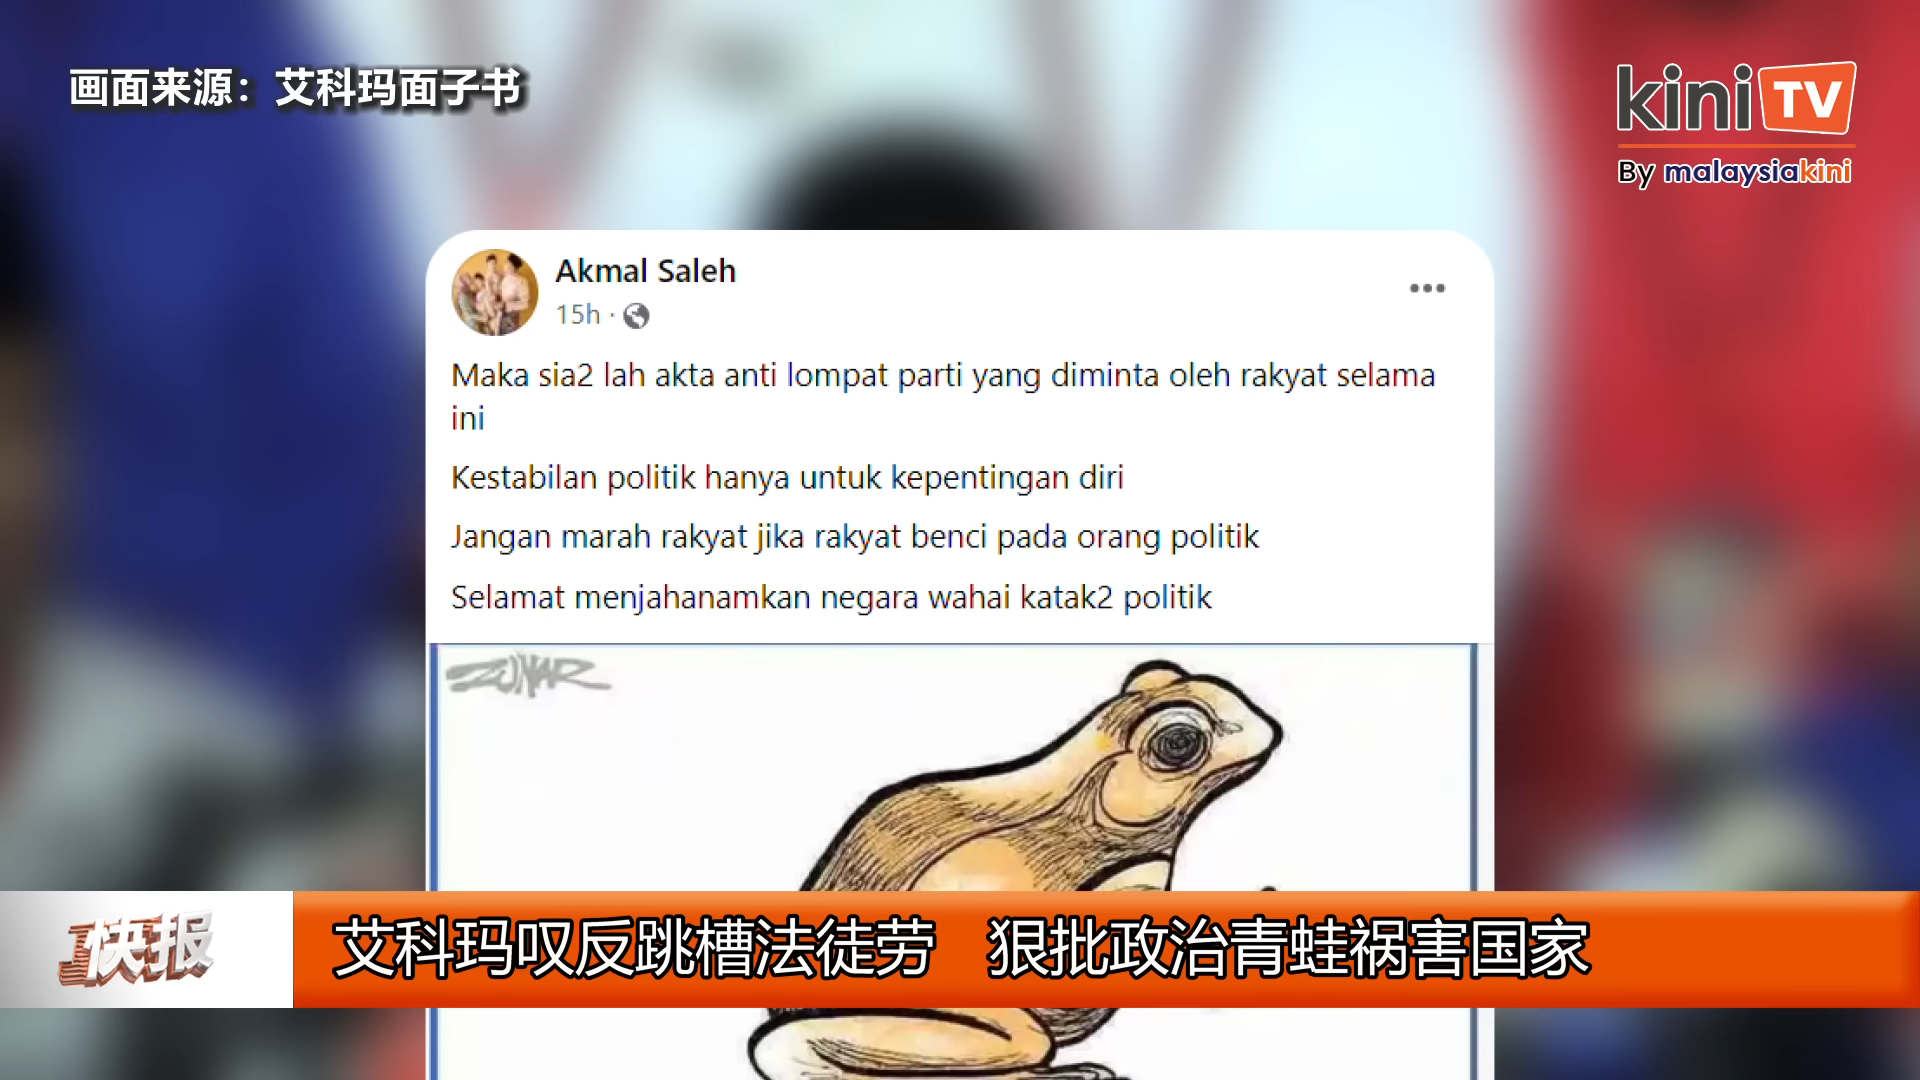 画面来源：艾科玛面子书
kini TV
By malaysiakini
Akmal Saleh
15h ·
Maka sia2 lah akta anti lompat parti yang diminta oleh rakyat selama
ini
Kestabilan politik hanya untuk kepentingan diri
Jangan marah rakyat jika rakyat benci pada orang politik
Selamat menjahanamkan negara wahai katak2 politik
ZUNAR
快报
艾科玛叹反跳槽法徒劳 狠批政治青蛙祸害国家